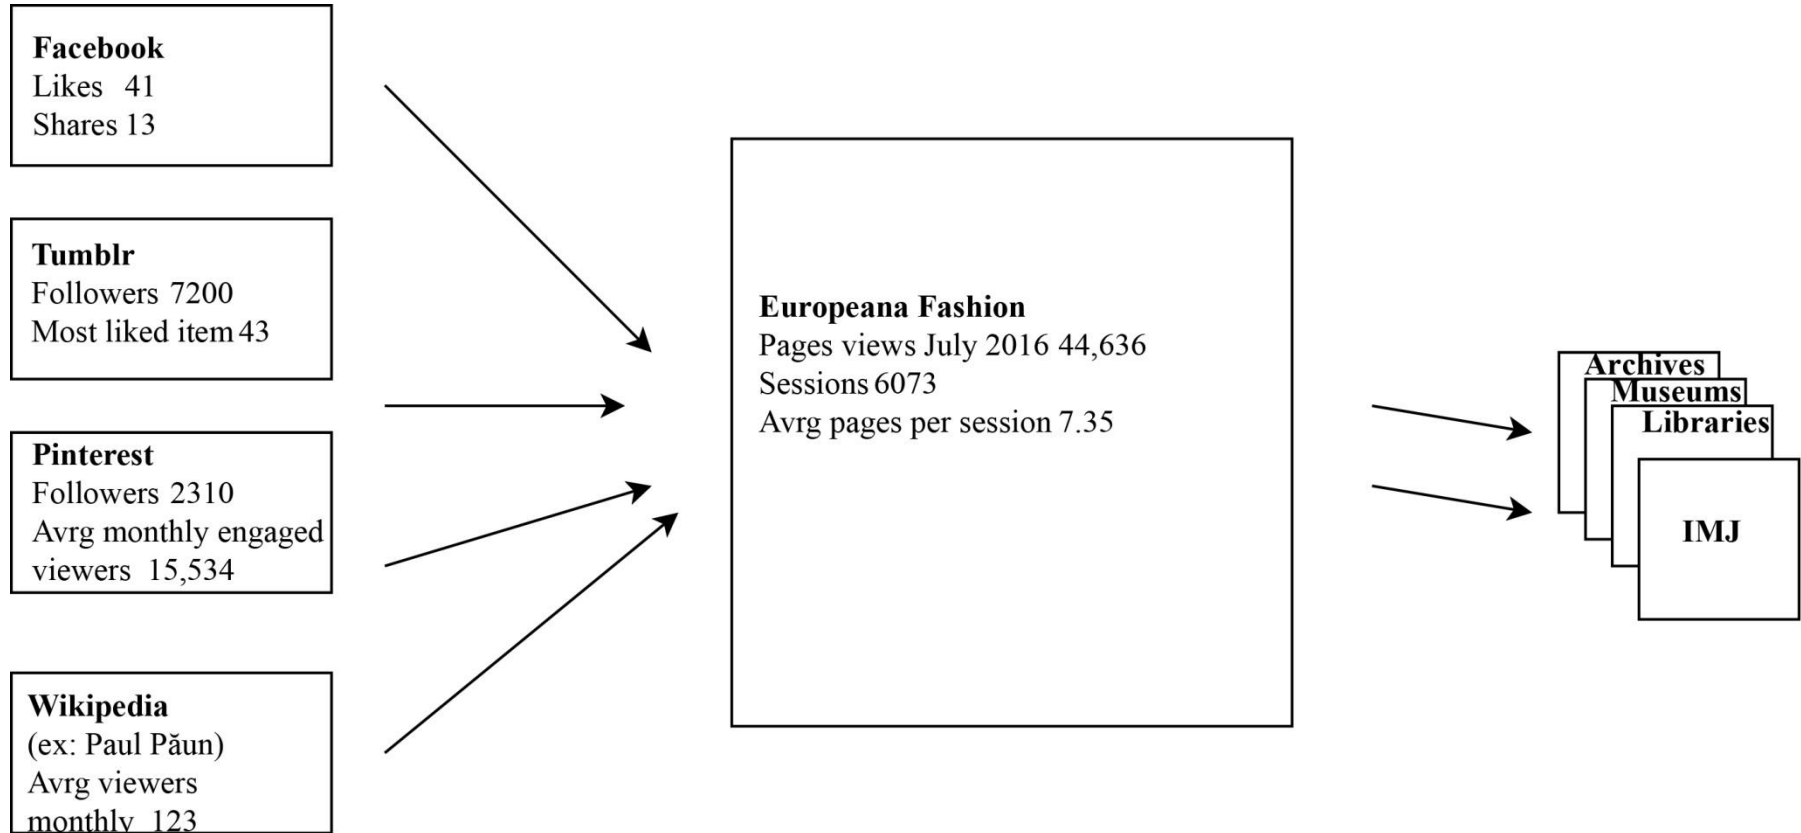 Facebook
Likes 41
Shares 13
Tumblr
Followers 7200
Most liked item 43
Pinterest
Followers 2310
Avrg monthly engaged
viewers 15,534
Wikipedia
(ex: Paul Păun)
Avrg viewers
monthly 123
Europeana Fashion
Pages views July 2016 44,636
Sessions 6073
Avrg pages per session 7.35
Archives
Museums
Libraries
IMJ